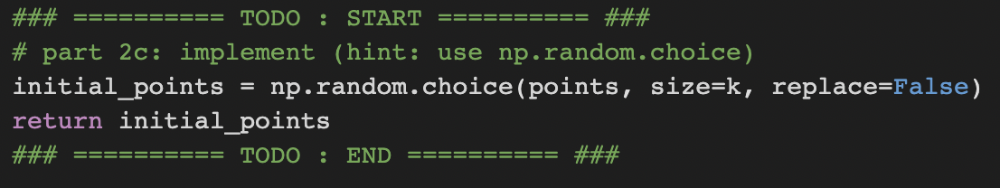 ### ========== TODO : START ========== ###
# part 2c: implement (hint: use np.random.choice)
initial_points = np.random.choice(points, size=k, replace=False)
return initial_points
### ========== TODO : END ========== ###